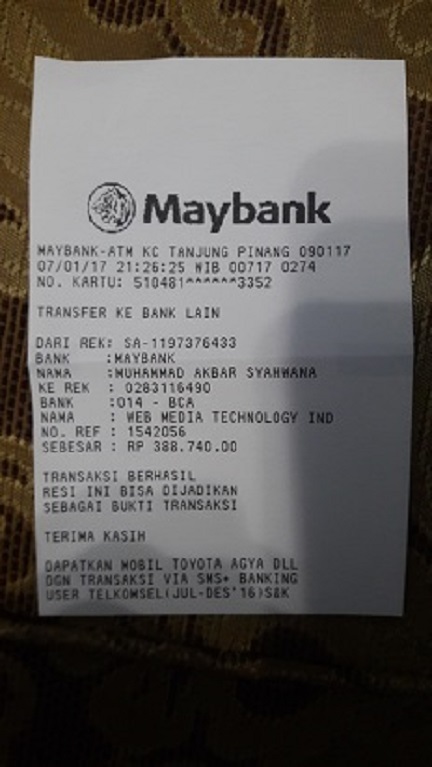 Maybank
MAYBANK-ATM KC TANJUNG PINANG 090117
07/01/17 21:26:25 WIB 00717 0274
NO. KARTU: 510481******3352
TRANSFER KE BANK LAIN
DARI REK: SA-1197376433
BANK :MAYBANK
NAMA :MUHAMMAD AKBAR SYAHWANA
KE REK : 0283116490
BANK :014 - BCA
NAMA : WEB MEDIA TECHNOLOGY IND
NO. REF : 1542056
SEBESAR : RP 388.740.00
TRANSAKSI BERHASIL
RESI INI BISA DIJADIKAN
SEBAGAI BUKTI TRANSAKSI
TERIMA KASIH
DAPATKAN MOBIL TOYOTA AGYA DLL
DGN TRANSAKSI VIA SMS+ BANKING
USER TELKOMSEL(JUL-DES'16)S&K